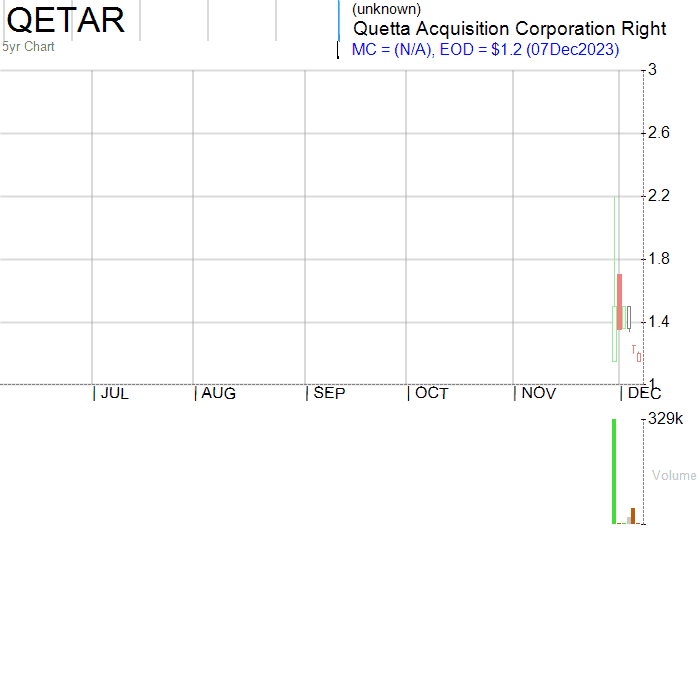 QETAR
(unknown)
Quetta Acquisition Corporation Right
5yr Chart
MC = (N/A), EOD = $1.2 (07Dec2023)
3
2.6
2.2
1.8
1.4
1
JUL
AUG
SEP
OCT
NOV
DEC
329k
Volume